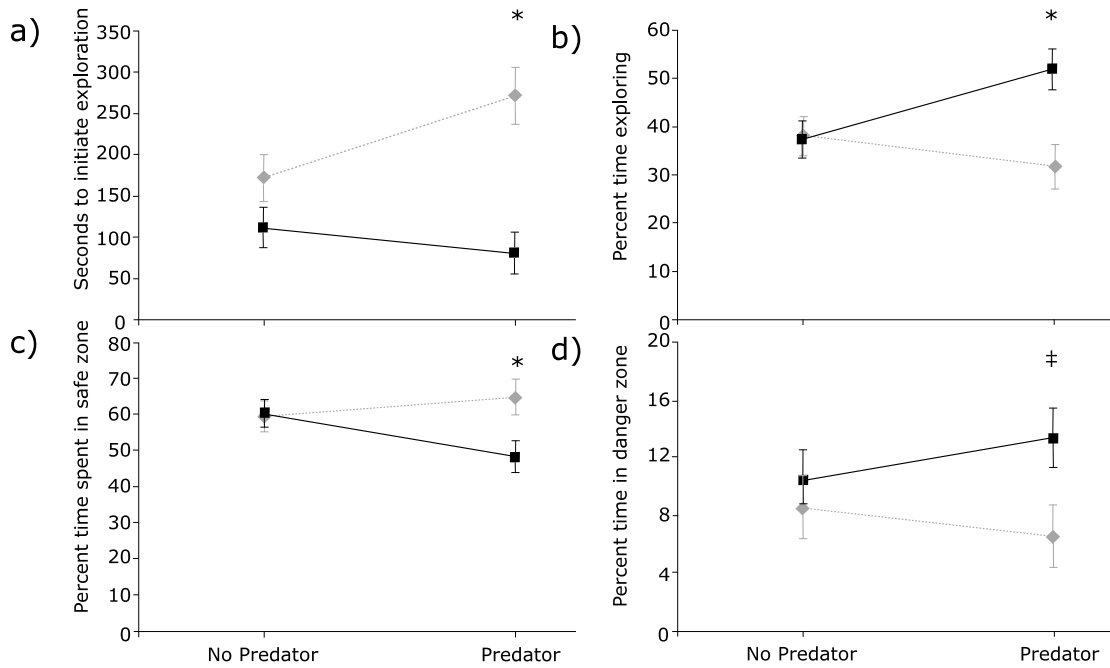 a)
Seconds to initiate exploration
350
300
250
200
150
100
50
0
*
b)
Percent time exploring
60
50
40
30
20
10
0
*
c)
Percent time spent in safe zone
80
70
60
50
40
30
20
10
0
*
No Predator
Predator
d)
Percent time in danger zone
20
16
12
8
4
0
‡
No Predator
Predator